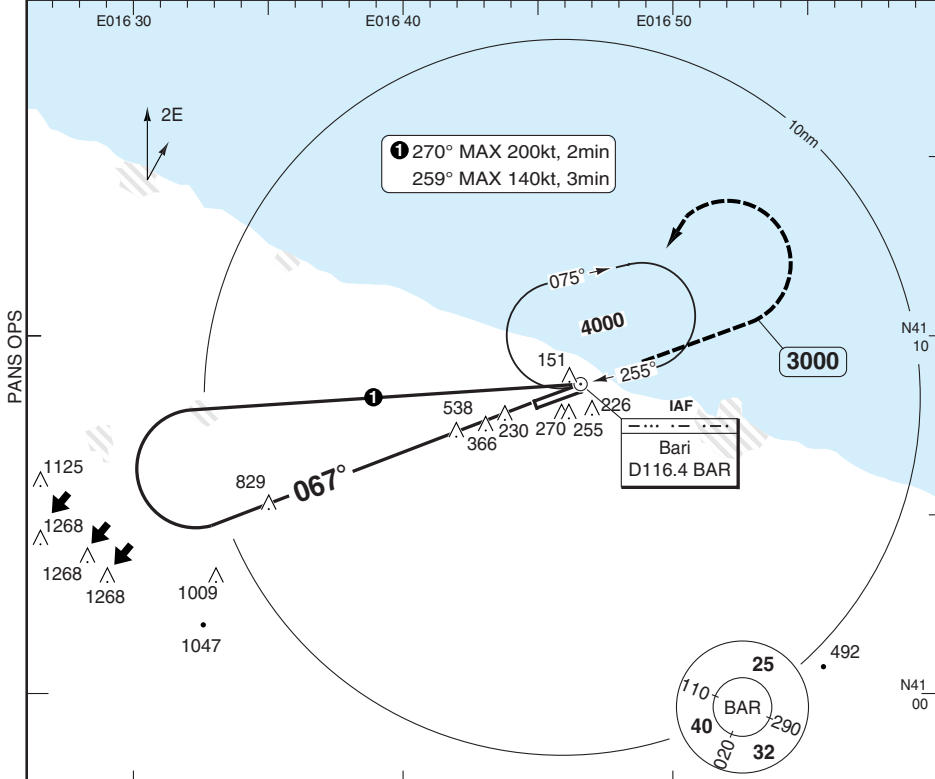 E016 30
E016 40
E016 50
2E
10nm
1 270° MAX 200kt, 2min
259° MAX 140kt, 3min
075°
4000
N41
10
PANS OPS
151
255°
3000
1
538
226
IAF
366
230
270
255
Bari
D116.4 BAR
1125
829
067°
1268
1268
1268
1009
1047
492
25
110
BAR
290
40
020
32
N41
00